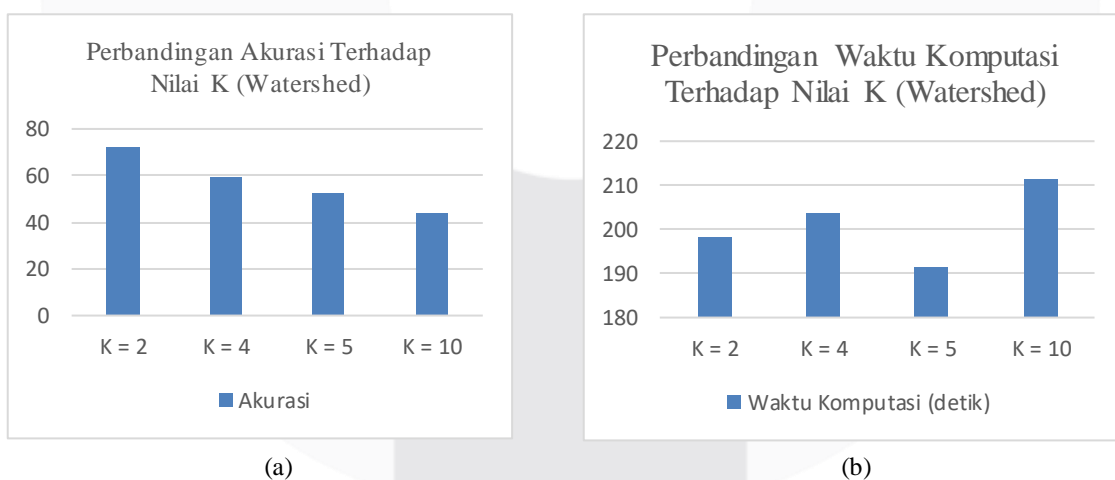 Perbandingan Akurasi Terhadap
Nilai K (Watershed)
80
60
40
20
0
K = 2 K = 4 K = 5 K = 10
Akurasi
(a)
Perbandingan Waktu Komputasi
Terhadap Nilai K (Watershed)
220
210
200
190
180
K = 2 K = 4 K = 5 K = 10
Waktu Komputasi (detik)
(b)